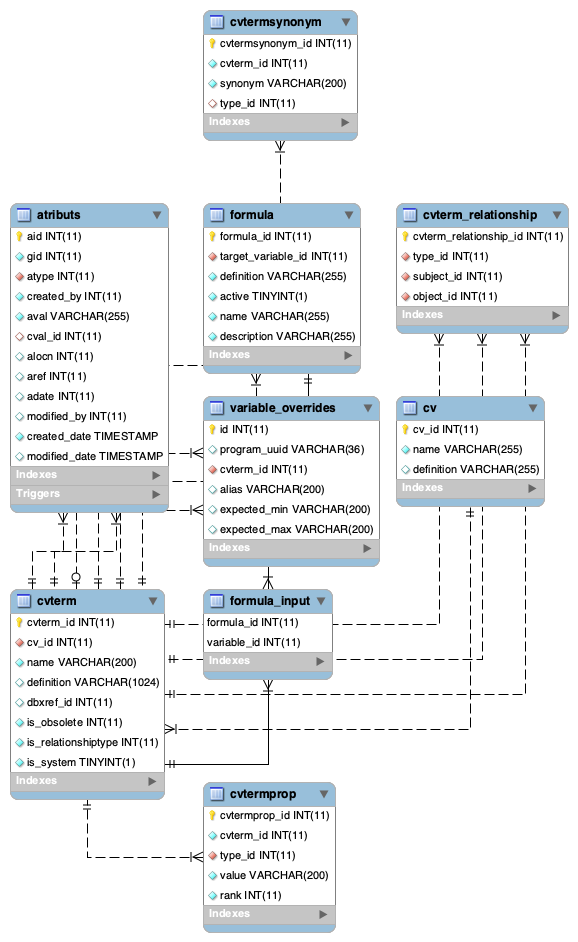 cvtermsynonym
cvtermsynonym_id INT(11)
cvterm_id INT(11)
synonym VARCHAR(200)
type_id INT(11)
Indexes
atributs
aid INT(11)
gid INT(11)
atype INT(11)
created_by INT(11)
aval VARCHAR(255)
cval_id INT(11)
alocn INT(11)
aref INT(11)
adate INT(11)
modified_by INT(11)
created_date TIMESTAMP
modified_date TIMESTAMP
Indexes
Triggers
formula
formula_id INT(11)
target_variable_id INT(11)
definition VARCHAR(255)
active TINYINT(1)
name VARCHAR(255)
description VARCHAR(255)
Indexes
cvterm_relationship
cvterm_relationship_id INT(11)
type_id INT(11)
subject_id INT(11)
object_id INT(11)
Indexes
variable_overrides
id INT(11)
program_uuid VARCHAR(36)
cvterm_id INT(11)
alias VARCHAR(200)
expected_min VARCHAR(200)
expected_max VARCHAR(200)
Indexes
cv
cv_id INT(11)
name VARCHAR(255)
definition VARCHAR(255)
Indexes
cvterm
cvterm_id INT(11)
cv_id INT(11)
name VARCHAR(200)
definition VARCHAR(1024)
dbxref_id INT(11)
is_obsolete INT(11)
is_relationshiptype INT(11)
is_system TINYINT(1)
Indexes
formula_input
formula_id INT(11)
variable_id INT(11)
Indexes
cvtermprop
cvtermprop_id INT(11)
cvterm_id INT(11)
type_id INT(11)
value VARCHAR(200)
rank INT(11)
Indexes